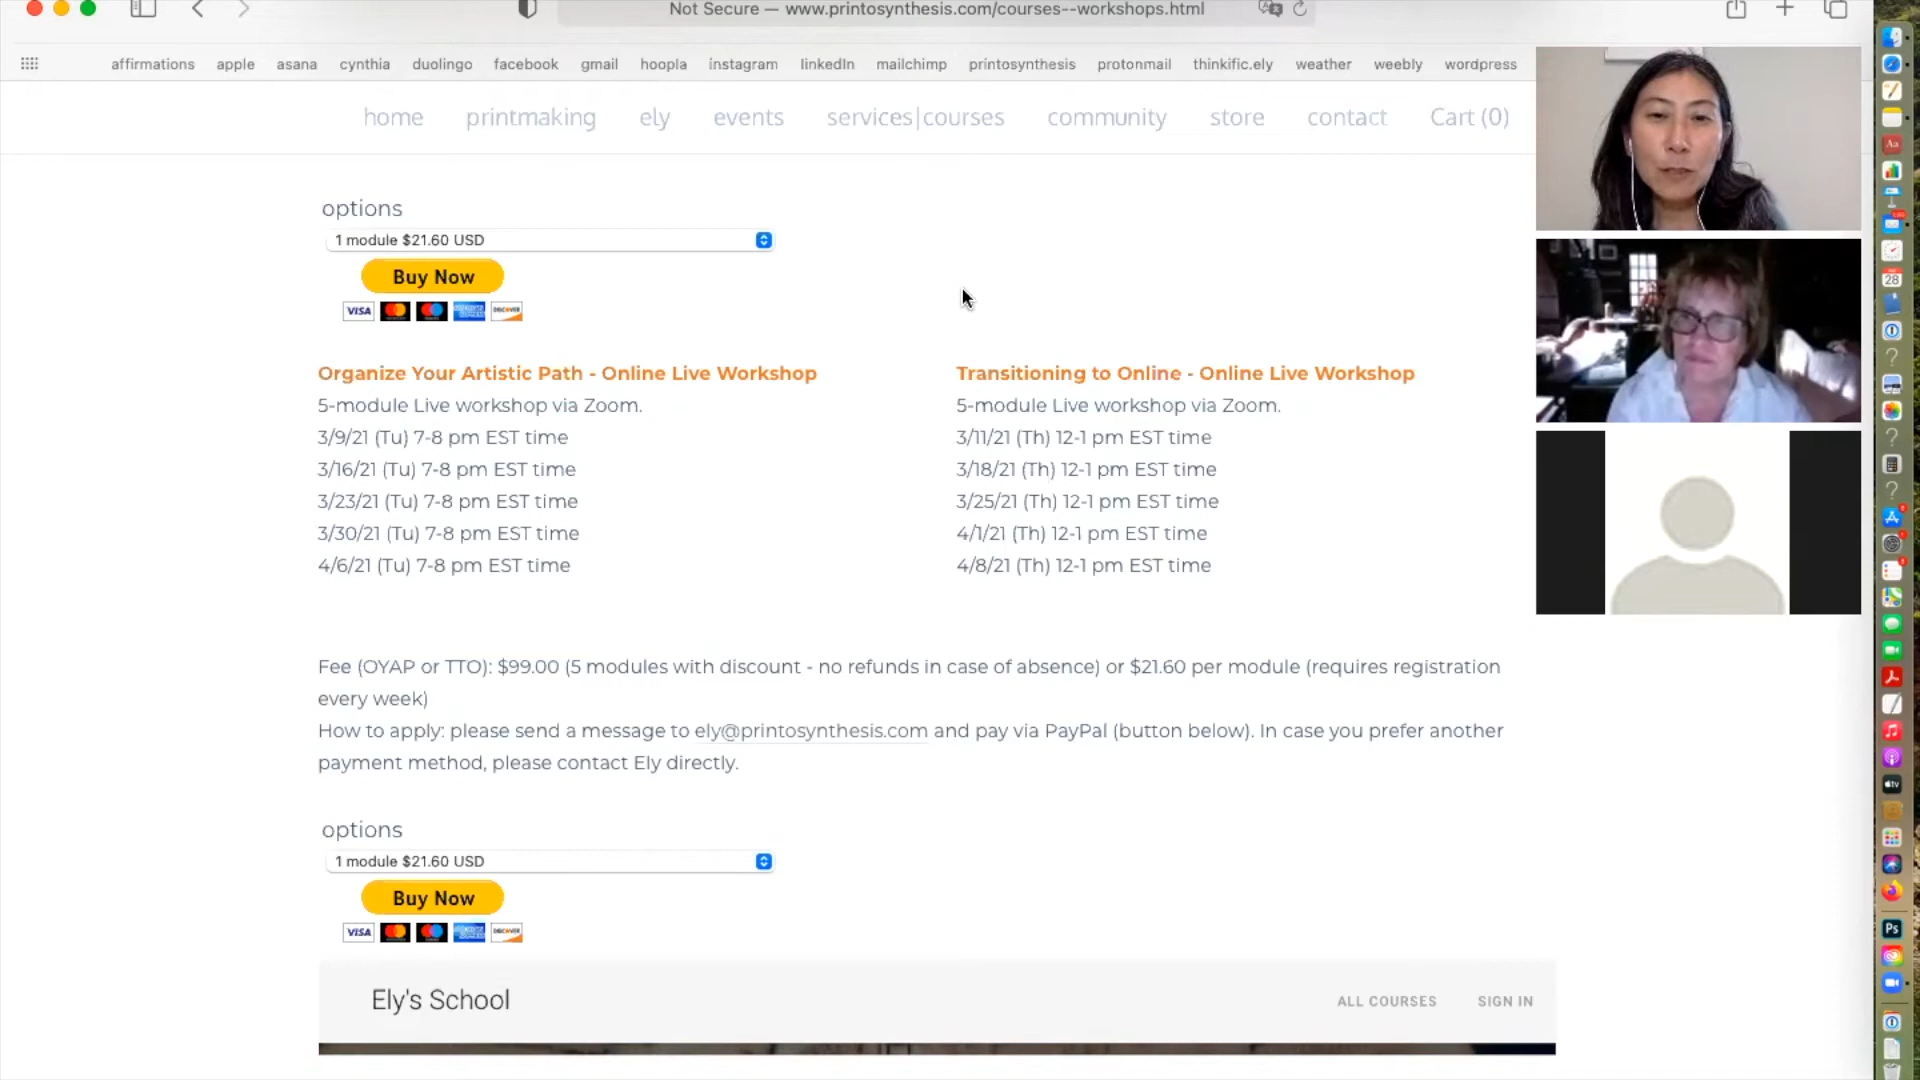 Not Secure — www.printosynthesis.com/courses--workshops.html
affirmations apple asana cynthia duolingo facebook gmail hoopla instagram linkedIn mailchimp printosynthesis protonmail thinkific.ely weather weebly wordpress
home printmaking ely events services|courses community store contact Cart (0)
options
1 module $21.60 USD
Buy Now
VISA DISCOVER
Organize Your Artistic Path - Online Live Workshop
5-module Live workshop via Zoom.
3/9/21 (Tu) 7-8 pm EST time
3/16/21 (Tu) 7-8 pm EST time
3/23/21 (Tu) 7-8 pm EST time
3/30/21 (Tu) 7-8 pm EST time
4/6/21 (Tu) 7-8 pm EST time
Transitioning to Online - Online Live Workshop
5-module Live workshop via Zoom.
3/11/21 (Th) 12-1 pm EST time
3/18/21 (Th) 12-1 pm EST time
3/25/21 (Th) 12-1 pm EST time
4/1/21 (Th) 12-1 pm EST time
4/8/21 (Th) 12-1 pm EST time
Fee (OYAP or TTO): $99.00 (5 modules with discount - no refunds in case of absence) or $21.60 per module (requires registration
every week)
How to apply: please send a message to ely@printosynthesis.com and pay via PayPal (button below). In case you prefer another
payment method, please contact Ely directly.
options
1 module $21.60 USD
Buy Now
VISA DISCOVER
Ely's School ALL COURSES SIGN IN
Aa
28
tv
Ps